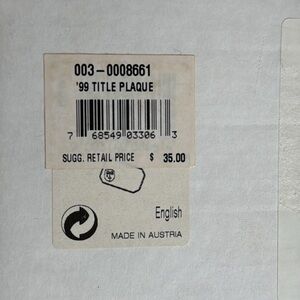 003-0008661
'99 TITLE PLAQUE
7 68549 03306 3
SUGG. RETAIL PRICE $ 35.00
English
MADE IN AUSTRIA